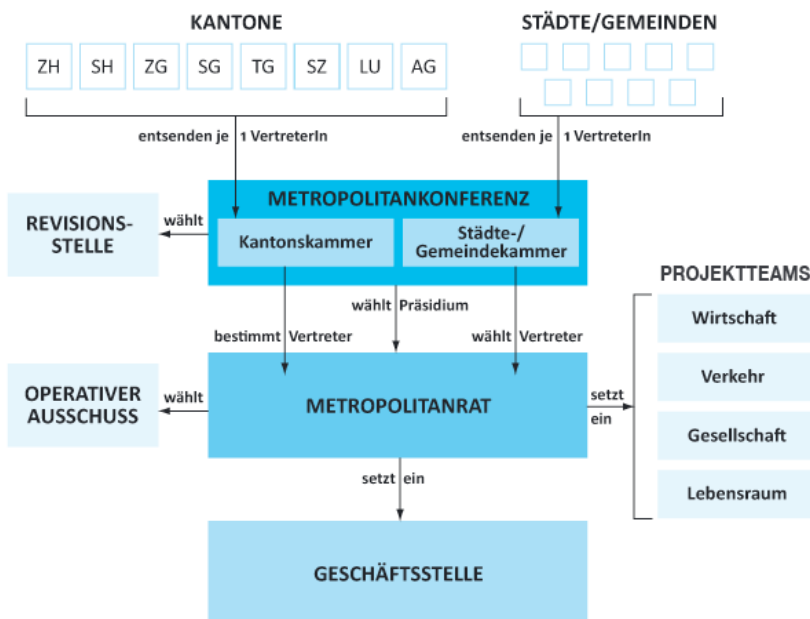 KANTONE
STÄDTE/GEMEINDEN
ZH SH ZG SG TG SZ LU AG
entsenden je 1 VertreterIn
entsenden je 1 VertreterIn
METROPOLITANKONFERENZ
REVISIONS-
STELLE
wählt
Kantonskammer
Städte-/
Gemeindekammer
PROJEKTTEAMS
wählt Präsidium
bestimmt Vertreter
wählt Vertreter
Wirtschaft
Verkehr
Gesellschaft
Lebensraum
OPERATIVER
AUSSCHUSS
wählt
METROPOLITANRAT
setzt
ein
setzt ein
GESCHÄFTSSTELLE